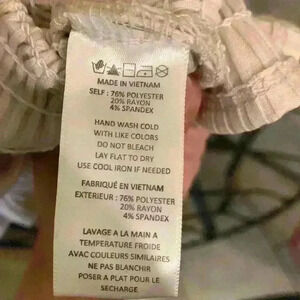 MADE IN VIETNAM
SELF : 76% POLYESTER
20% RAYON
4% SPANDEX
HAND WASH COLD
WITH LIKE COLORS
DO NOT BLEACH
LAY FLAT TO DRY
USE COOL IRON IF NEEDED
FABRIQUÉ EN VIETNAM
EXTERIEUR : 76% POLYESTER
20% RAYON
4% SPANDEX
LAVAGE A LA MAIN A
TEMPERATURE FROIDE
AVAC COULEURS SIMILAIRES
NE PAS BLANCHIR
POSER A PLAT POUR LE
SECHARGE